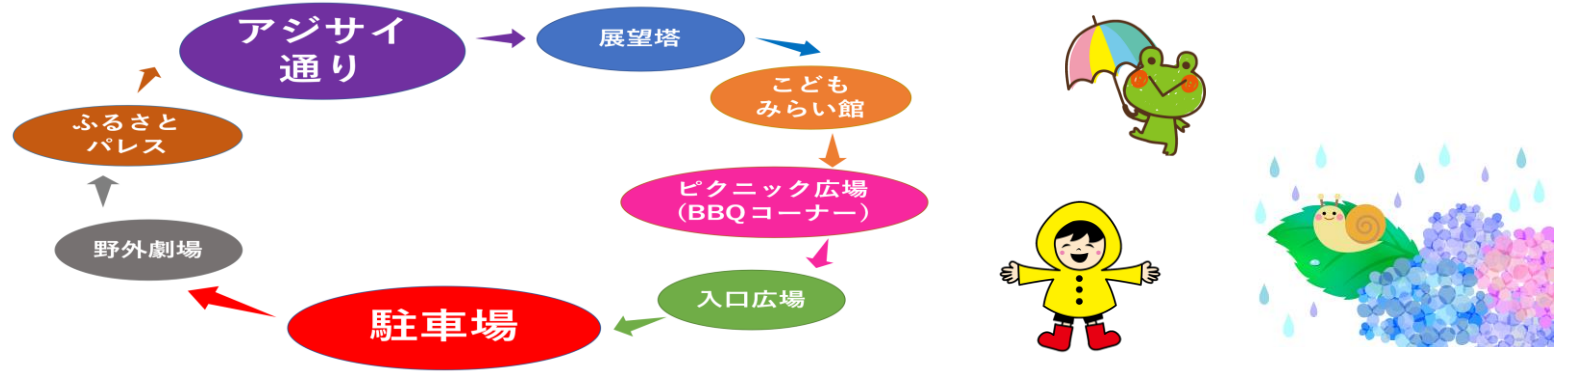 アジサイ
通り
展望塔
こども
みらい館
ピクニック広場
（BBQコーナー）
入口広場
駐車場
野外劇場
ふるさと
パレス